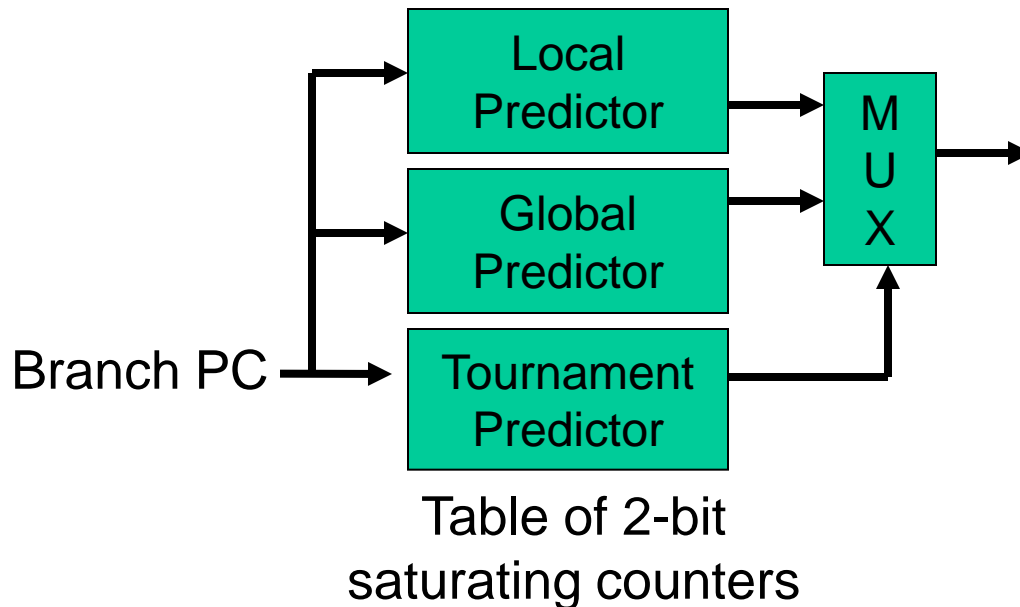 Local
Predictor
Global
Predictor
Branch PC
Tournament
Predictor
M
U
X
Table of 2-bit
saturating counters